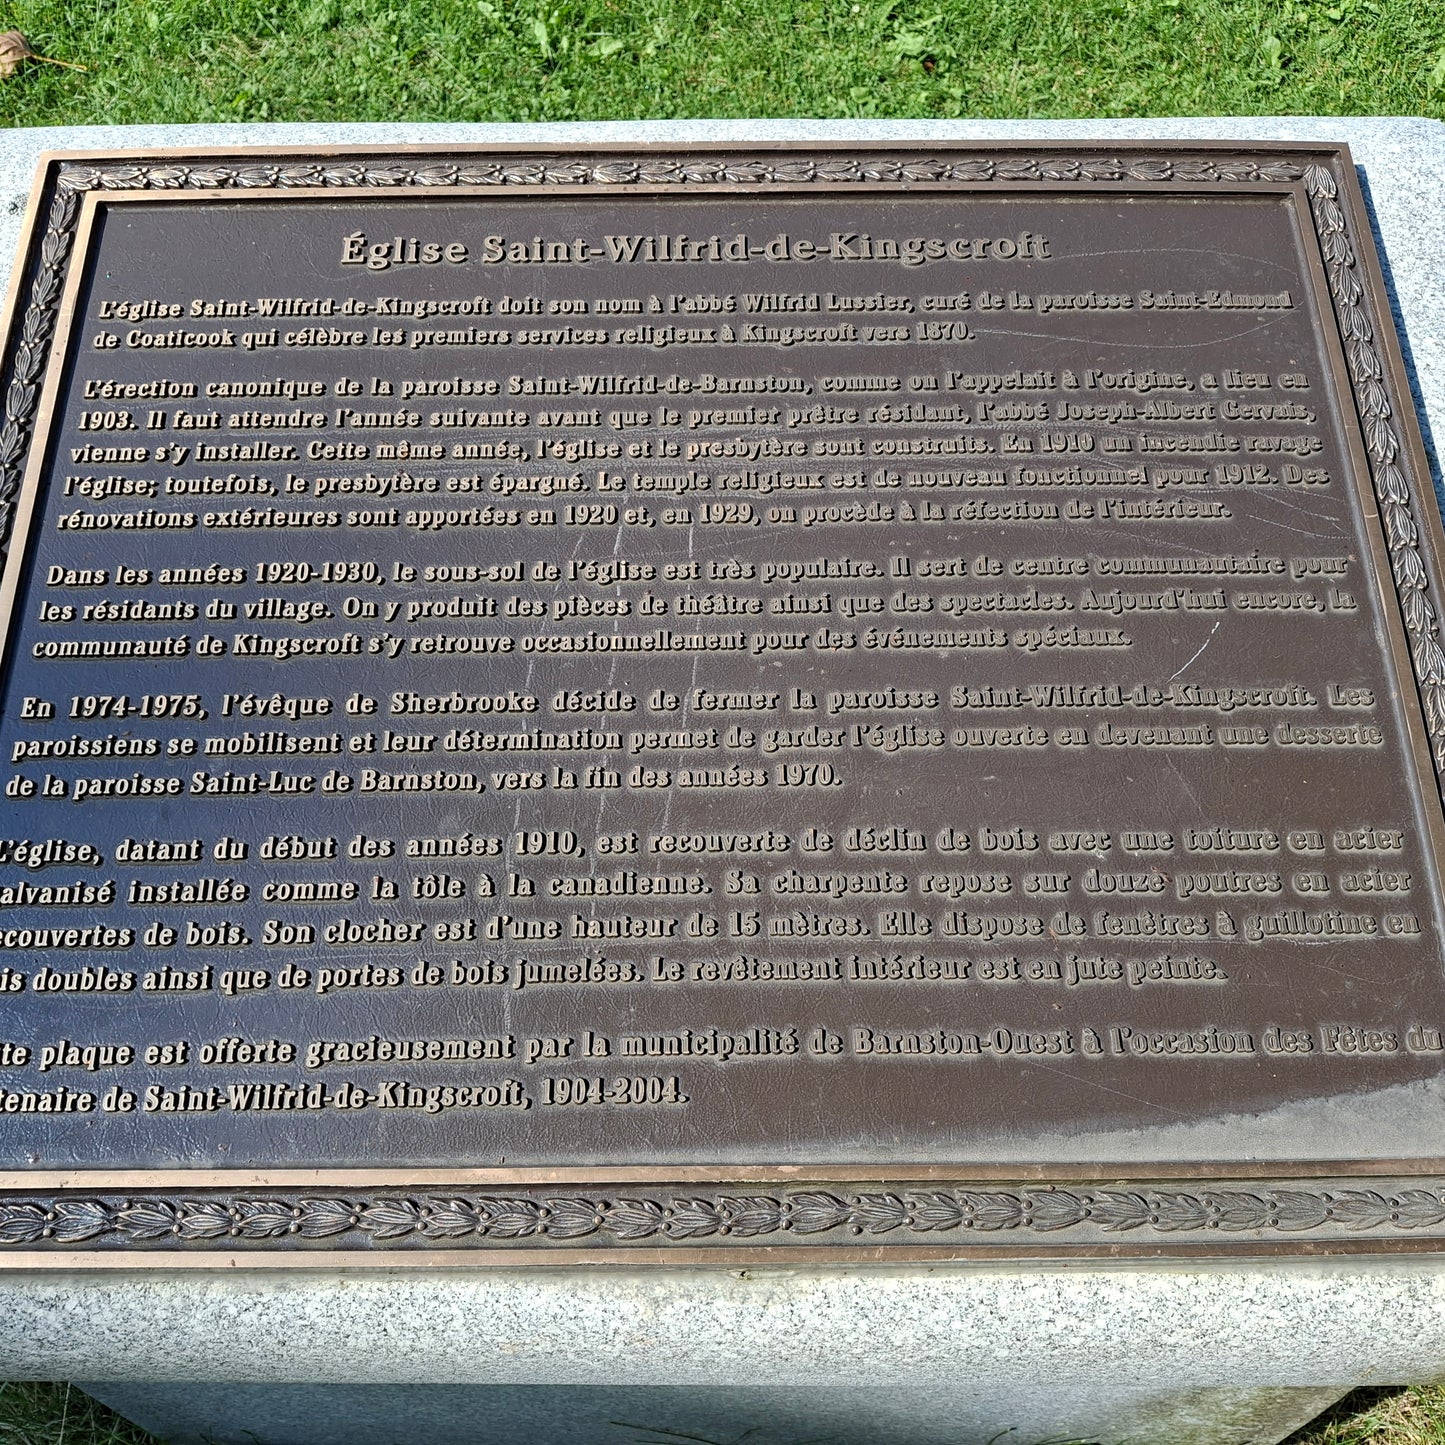 Église Saint-Wilfrid-de-Kingscroft
L'église Saint-Wilfrid-de-Kingscroft doit son nom à l'abbé Wilfrid Lussier, curé de la paroisse Saint-Edmond
de Coaticook qui célèbre les premiers services religieux à Kingscroft vers 1870.
L'érection canonique de la paroisse Saint-Wilfrid-de-Barnston, comme on l'appelait à l'origine, a lieu en
1903. Il faut attendre l'année suivante avant que le premier prêtre résidant, l'abbé Joseph-Albert Gervais,
vienne s'y installer. Cette même année, l'église et le presbytère sont construits. En 1910 un incendie ravage
l'église; toutefois, le presbytère est épargné. Le temple religieux est de nouveau fonctionnel pour 1912. Des
rénovations extérieures sont apportées en 1920 et, en 1929, on procède à la réfection de l'intérieur.
Dans les années 1920-1930, le sous-sol de l'église est très populaire. Il sert de centre communautaire pour
les résidants du village. On y produit des pièces de théâtre ainsi que des spectacles. Aujourd'hui encore, la
communauté de Kingscroft s'y retrouve occasionnellement pour des événements spéciaux.
En 1974-1975, l'évêque de Sherbrooke décide de fermer la paroisse Saint-Wilfrid-de-Kingscroft. Les
paroissiens se mobilisent et leur détermination permet de garder l'église ouverte en devenant une desserte
de la paroisse Saint-Luc de Barnston, vers la fin des années 1970.
L'église, datant du début des années 1910, est recouverte de déclin de bois avec une toiture en acier
alvanisé installée comme la tôle à la canadienne. Sa charpente repose sur douze poutres en acier
ecouvertes de bois. Son clocher est d'une hauteur de 15 mètres. Elle dispose de fenêtres à guillotine en
is doubles ainsi que de portes de bois jumelées. Le revêtement intérieur est en jute peinte.
te plaque est offerte gracieusement par la municipalité de Barnston-Ouest à l'occasion des Fêtes du
tenaire de Saint-Wilfrid-de-Kingscroft, 1904-2004.